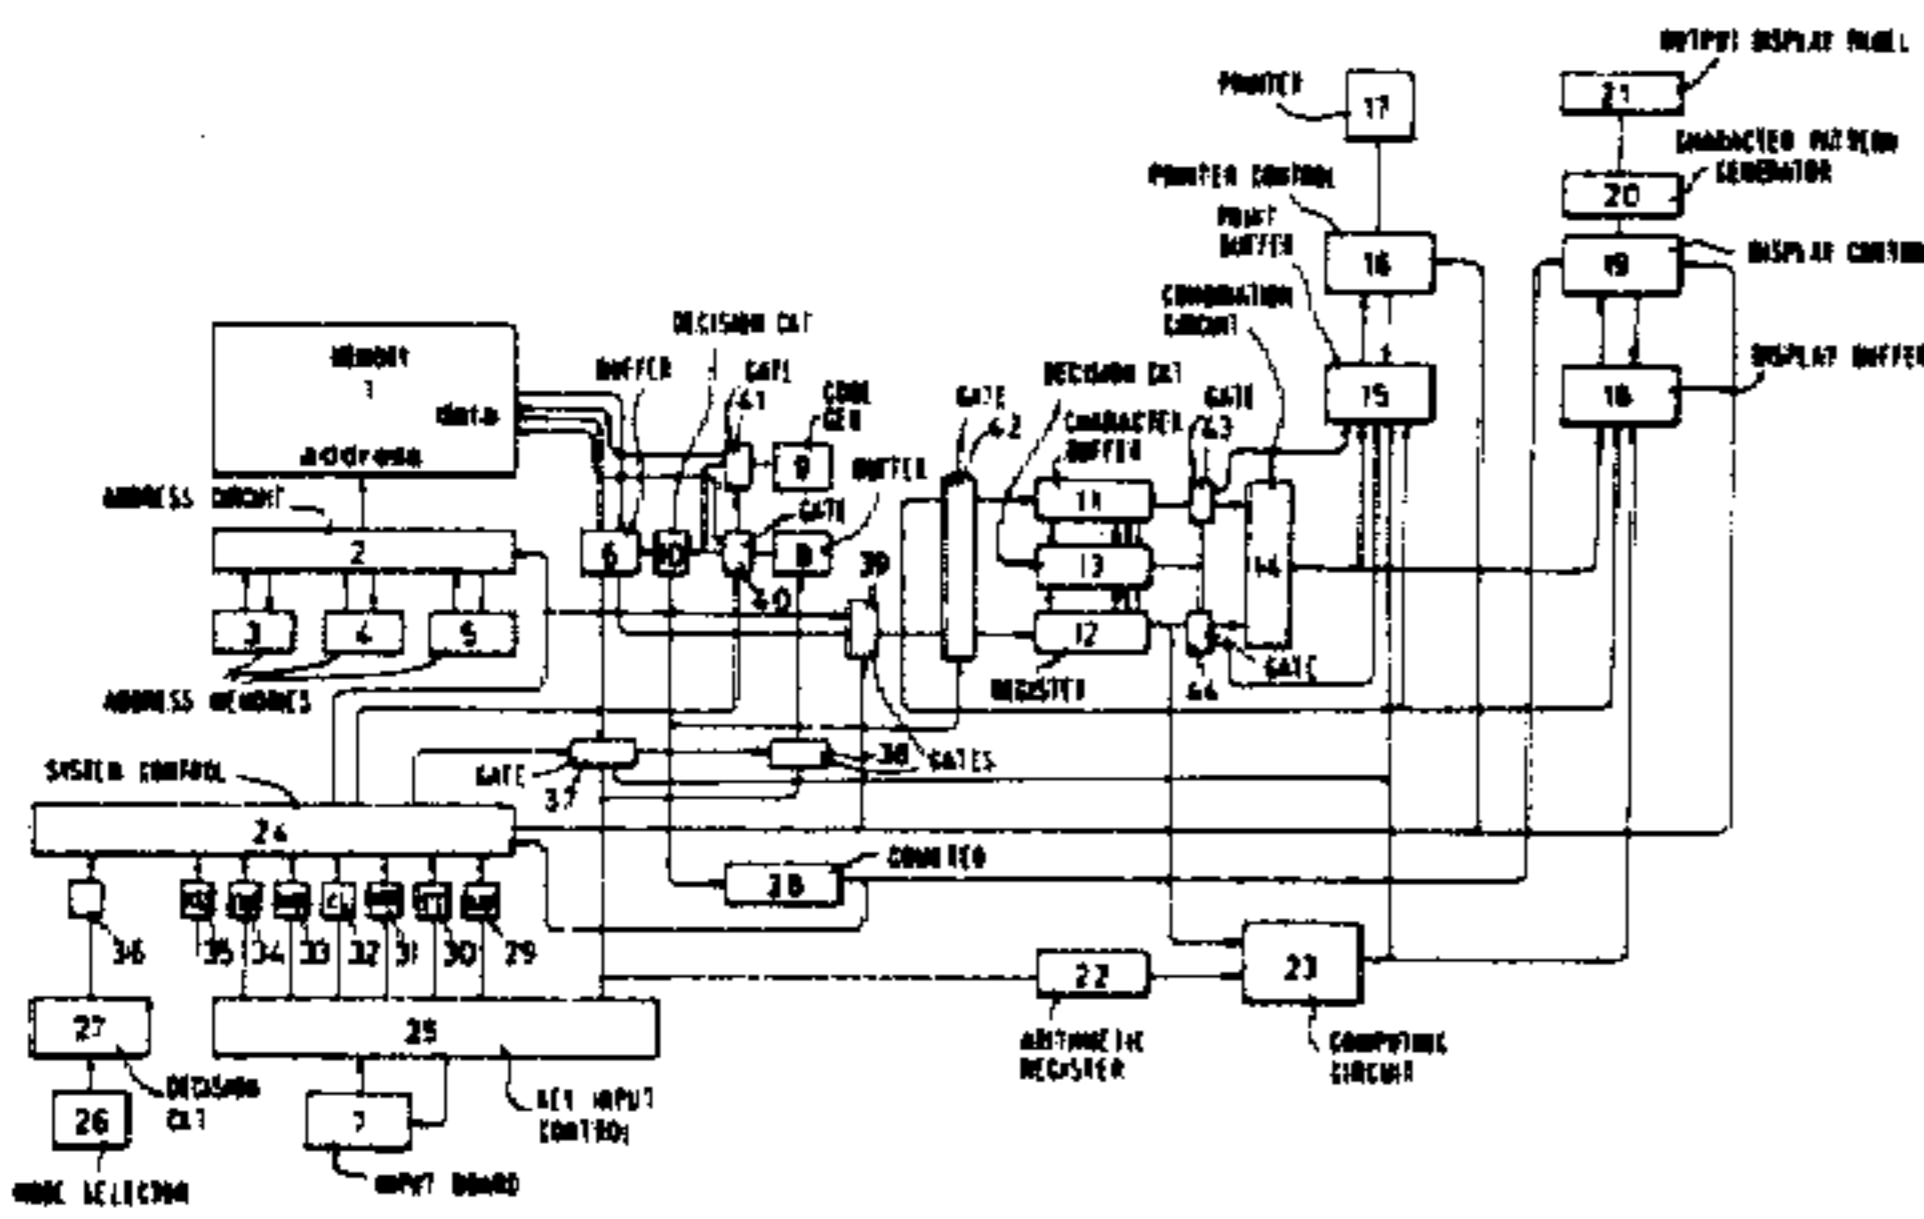 OUTPUT DISPLAY PANEL
21
PRINTER
17
CHARACTER PATTERN
GENERATOR
20
PRINTER CONTROL
PRINT
BUFFER
16
19
DISPLAY CONTROL
COMBINATION
CIRCUIT
MEMORY
1
data
address
DECISION CKT
BUFFER
GATE
41
CODE
GEN
9
GATE
42
DECISION CKT
CHARACTER
BUFFER
GATE
43
15
18
DISPLAY BUFFER
ADDRESS CIRCUIT
2
6
10
GATE
BUFFER
8
40
39
11
13
12
14
3
4
5
ADDRESS MEMORIES
REGISTER
44
GATE
SYSTEM CONTROL
GATE
37
38
GATES
24
COUNTER
28
36
35
34
33
32
31
30
29
22
23
27
25
ARITHMETIC
REGISTER
COMPUTING
CIRCUIT
DECISION
CKT
26
7
KEY INPUT
CONTROL
MODE SELECTOR
INPUT BOARD